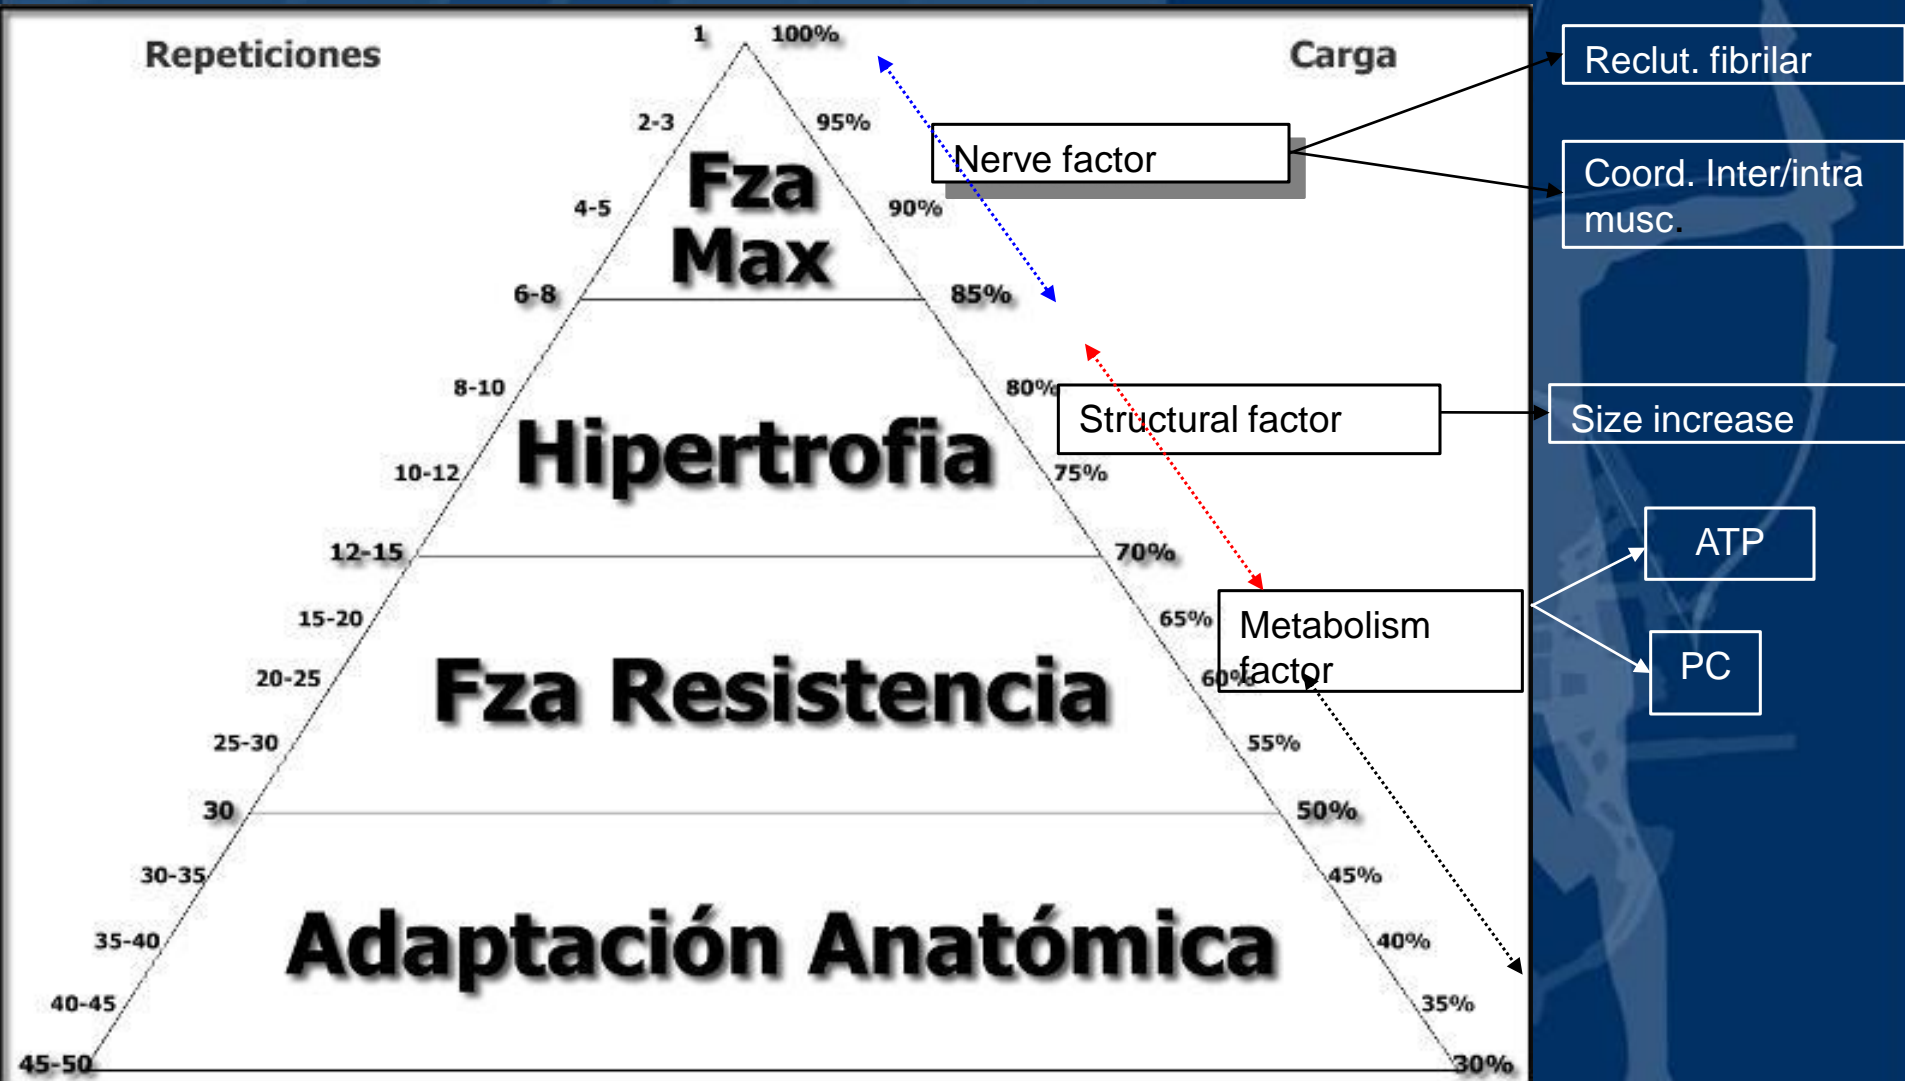 Repeticiones
1
100%
Carga
Reclut. fibrilar
2-3
95%
Nerve factor
Fza
Max
Coord. Inter/intra
musc.
4-5
90%
6-8
85%
8-10
80%
Structural factor
Size increase
Hipertrofia
10-12
75%
12-15
70%
ATP
15-20
65%
Metabolism
factor
PC
20-25
60%
Fza Resistencia
25-30
55%
30
50%
30-35
45%
Adaptación Anatómica
35-40
40%
40-45
35%
45-50
30%